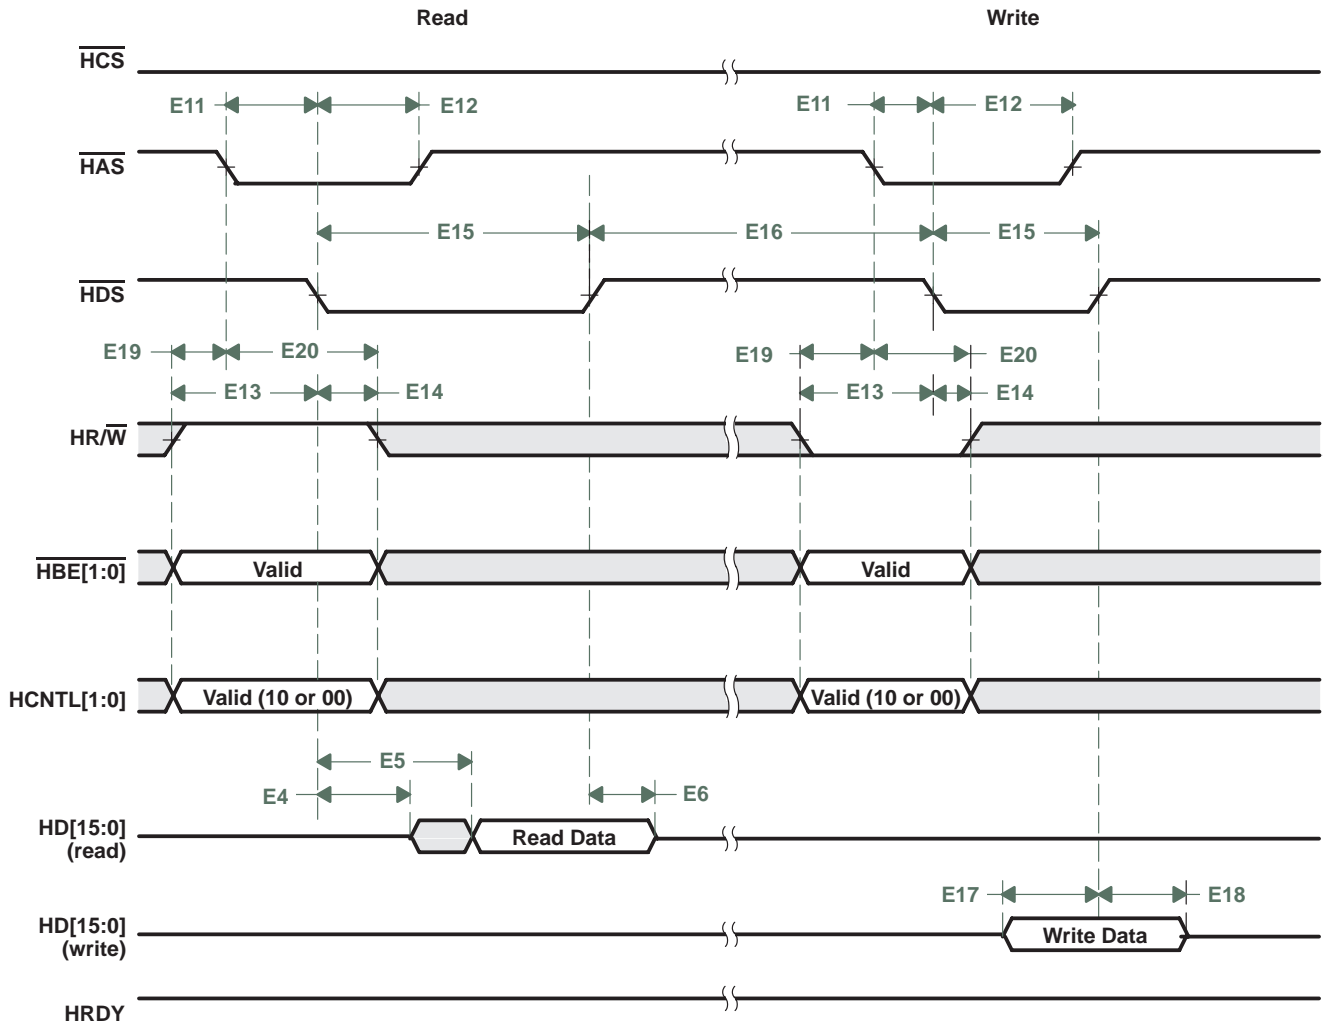 Read Write
HCS
E11 E12 E11 E12
HAS
E15 E16 E15
HDS
E19 E20 E19 E20
E13 E14 E13 E14
HR/W
HBE[1:0] Valid Valid
HCNTL[1:0] Valid (10 or 00) Valid (10 or 00)
E5
E4 E6
HD[15:0]
(read) Read Data
E17 E18
HD[15:0]
(write) Write Data
HRDY